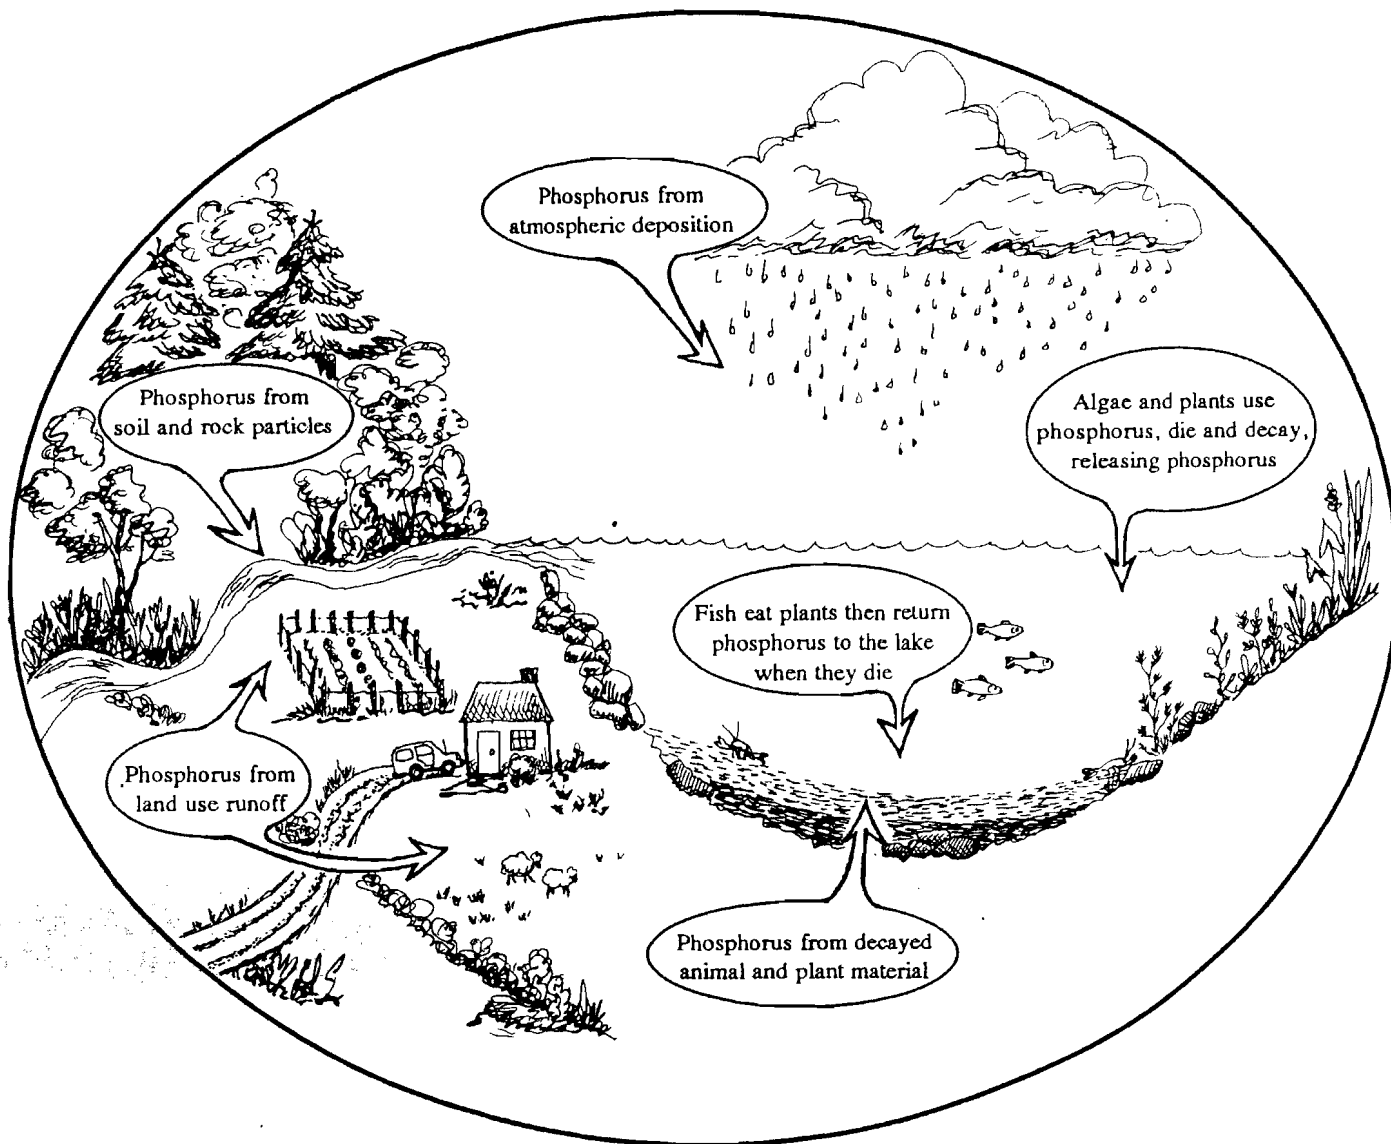 Phosphorus from
atmospheric deposition
Phosphorus from
soil and rock particles
Algae and plants use
phosphorus, die and decay,
releasing phosphorus
Fish eat plants then return
phosphorus to the lake
when they die
Phosphorus from
land use runoff
Phosphorus from decayed
animal and plant material